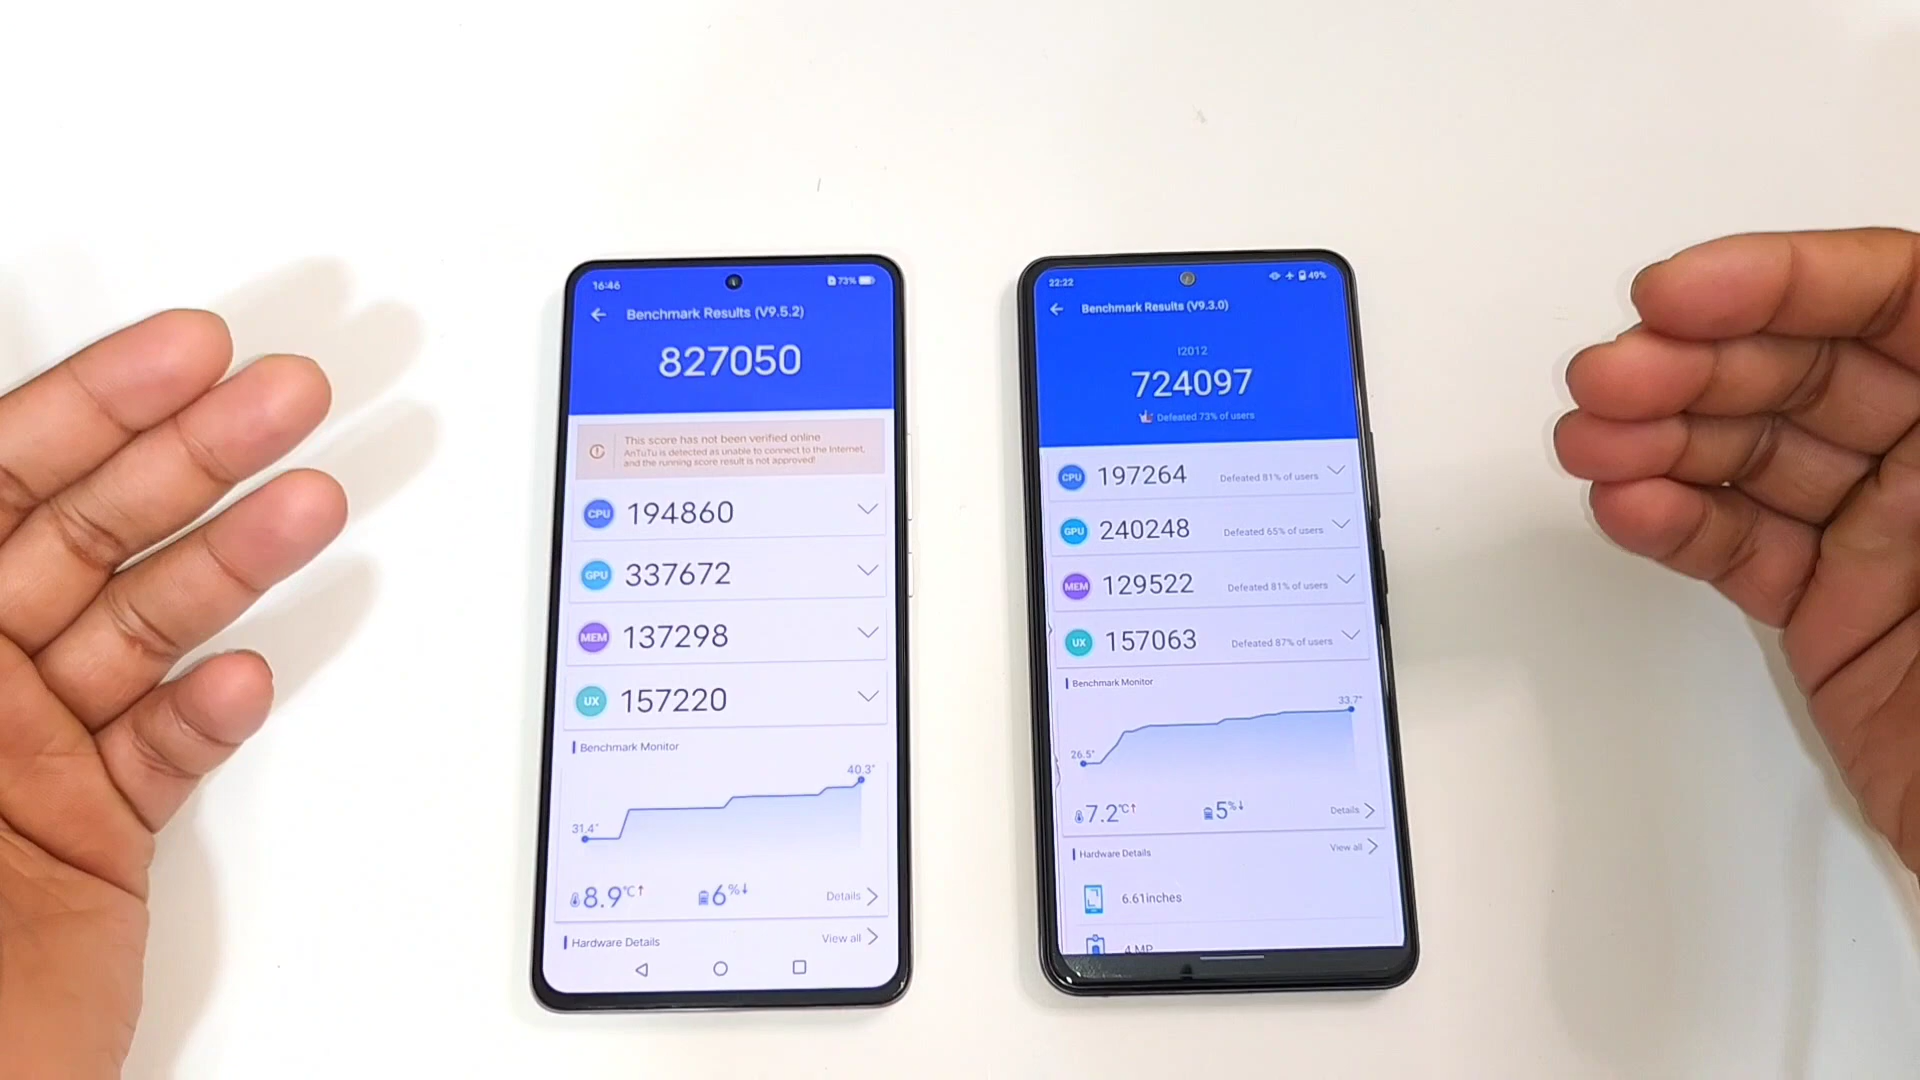 16:46
73%
Benchmark Results (V9.5.2)
827050
This score has not been verified online
AnTuTu is detected as unable to connect to the Internet,
and the running score result is not approved!
CPU 194860
GPU 337672
MEM 137298
UX 157220
Benchmark Monitor
40.3°
31.4°
8.9°C↑ 6%↓ Details
Hardware Details View all
22:22
49%
Benchmark Results (V9.3.0)
I2012
724097
Defeated 73% of users
CPU 197264 Defeated 81% of users
GPU 240248 Defeated 65% of users
MEM 129522 Defeated 81% of users
UX 157063 Defeated 87% of users
Benchmark Monitor
33.7°
26.5°
7.2°C↑ 5%↓ Details
Hardware Details View all
6.61inches
4 MP